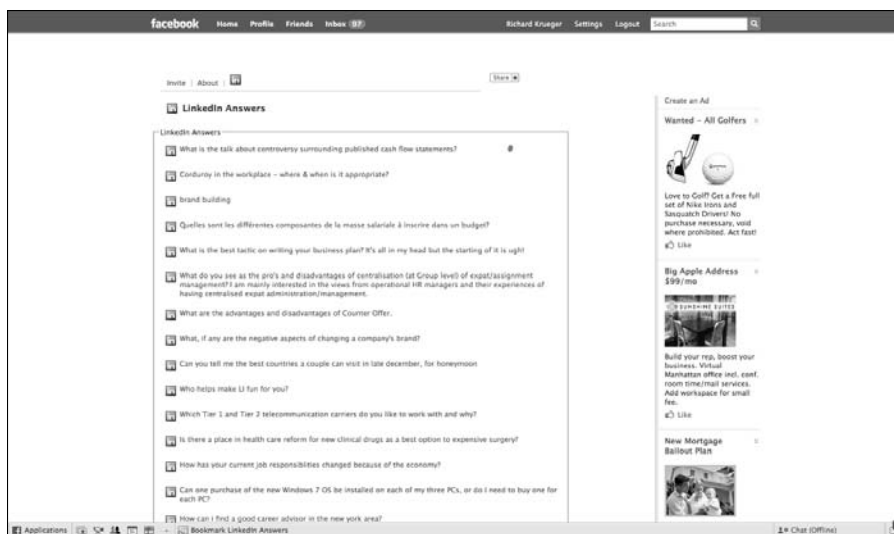 facebook Home Profile Friends Inbox 97 Richard Krueger Settings Logout Search
Invite | About |
Share
LinkedIn Answers
LinkedIn Answers
What is the talk about controversy surrounding published cash flow statements?
Corduroy in the workplace – where & when is it appropriate?
brand building
Quelles sont les différentes composantes de la masse salariale à inscrire dans un budget?
What is the best tactic on writing your business plan? It's all in my head but the starting of it is ugh!
What do you see as the pro's and disadvantages of centralisation (at Group level) of expat/assignment
management? I am mainly interested in the views from operational HR managers and their experiences of
having centralised expat administration/management.
What are the advantages and disadvantages of Counter Offer.
What, if any are the negative aspects of changing a company's brand?
Can you tell me the best countries a couple can visit in late december, for honeymoon
Who helps make LI fun for you?
Which Tier 1 and Tier 2 telecommunication carriers do you like to work with and why?
Is there a place in health care reform for new clinical drugs as a best option to expensive surgery?
How has your current job responsibilities changed because of the economy?
Can one purchase of the new Windows 7 OS be installed on each of my three PCs, or do I need to buy one for
each PC?
How can i find a good career advisor in the new york area?
Create an Ad
Wanted – All Golfers x
Love to Golf? Get a Free full
set of Nike Irons and
Sasquatch Drivers! No
purchase necessary, void
where prohibited. Act fast!
Like
Big Apple Address x
$99/mo
SUNSHINE SUITES
Build your rep, boost your
business. Virtual
Manhattan office incl. conf.
room time/mail services.
Add workspace for small
fee.
Like
New Mortgage x
Bailout Plan
Applications Bookmark LinkedIn Answers Chat (Offline)